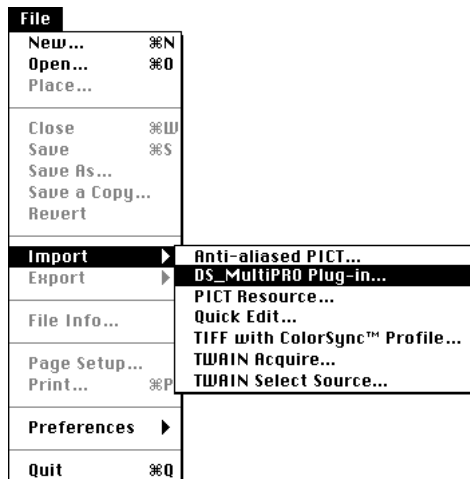 File
New... ⌘N
Open... ⌘O
Place...
Close ⌘W
Save ⌘S
Save As...
Save a Copy...
Revert
Import
Export
File Info...
Page Setup...
Print... ⌘P
Preferences
Quit ⌘Q
Anti-aliased PICT...
DS_MultiPRO Plug-in...
PICT Resource...
Quick Edit...
TIFF with ColorSync™ Profile...
TWAIN Acquire...
TWAIN Select Source...